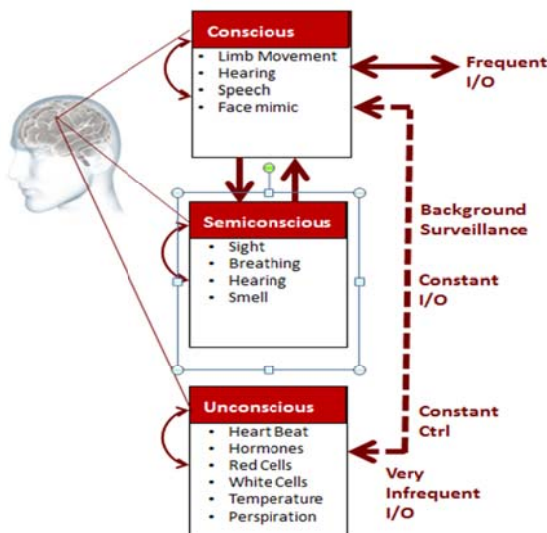 Conscious
• Limb Movement
• Hearing
• Speech
• Face mimic
Frequent
I/O
Background
Surveillance
Semiconscious
• Sight
• Breathing
• Hearing
• Smell
Constant
I/O
Constant
Ctrl
Unconscious
• Heart Beat
• Hormones
• Red Cells
• White Cells
• Temperature
• Perspiration
Very
Infrequent
I/O